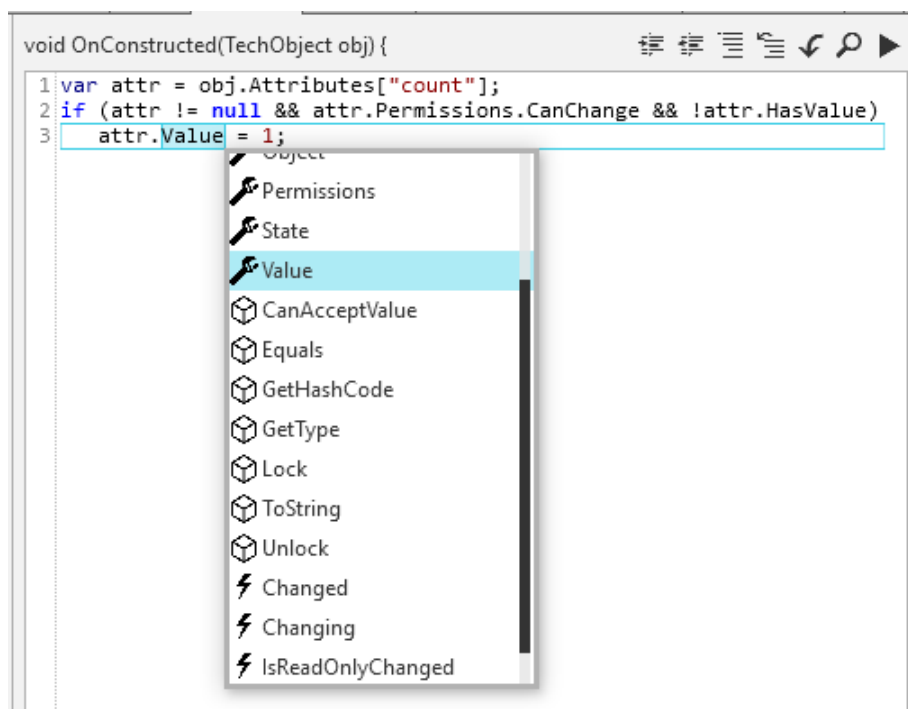 void OnConstructed(TechObject obj) {
1 var attr = obj.Attributes["count"];
2 if (attr != null && attr.Permissions.CanChange && !attr.HasValue)
3 attr.Value = 1;
Object
Permissions
State
Value
CanAcceptValue
Equals
GetHashCode
GetType
Lock
ToString
Unlock
Changed
Changing
IsReadOnlyChanged